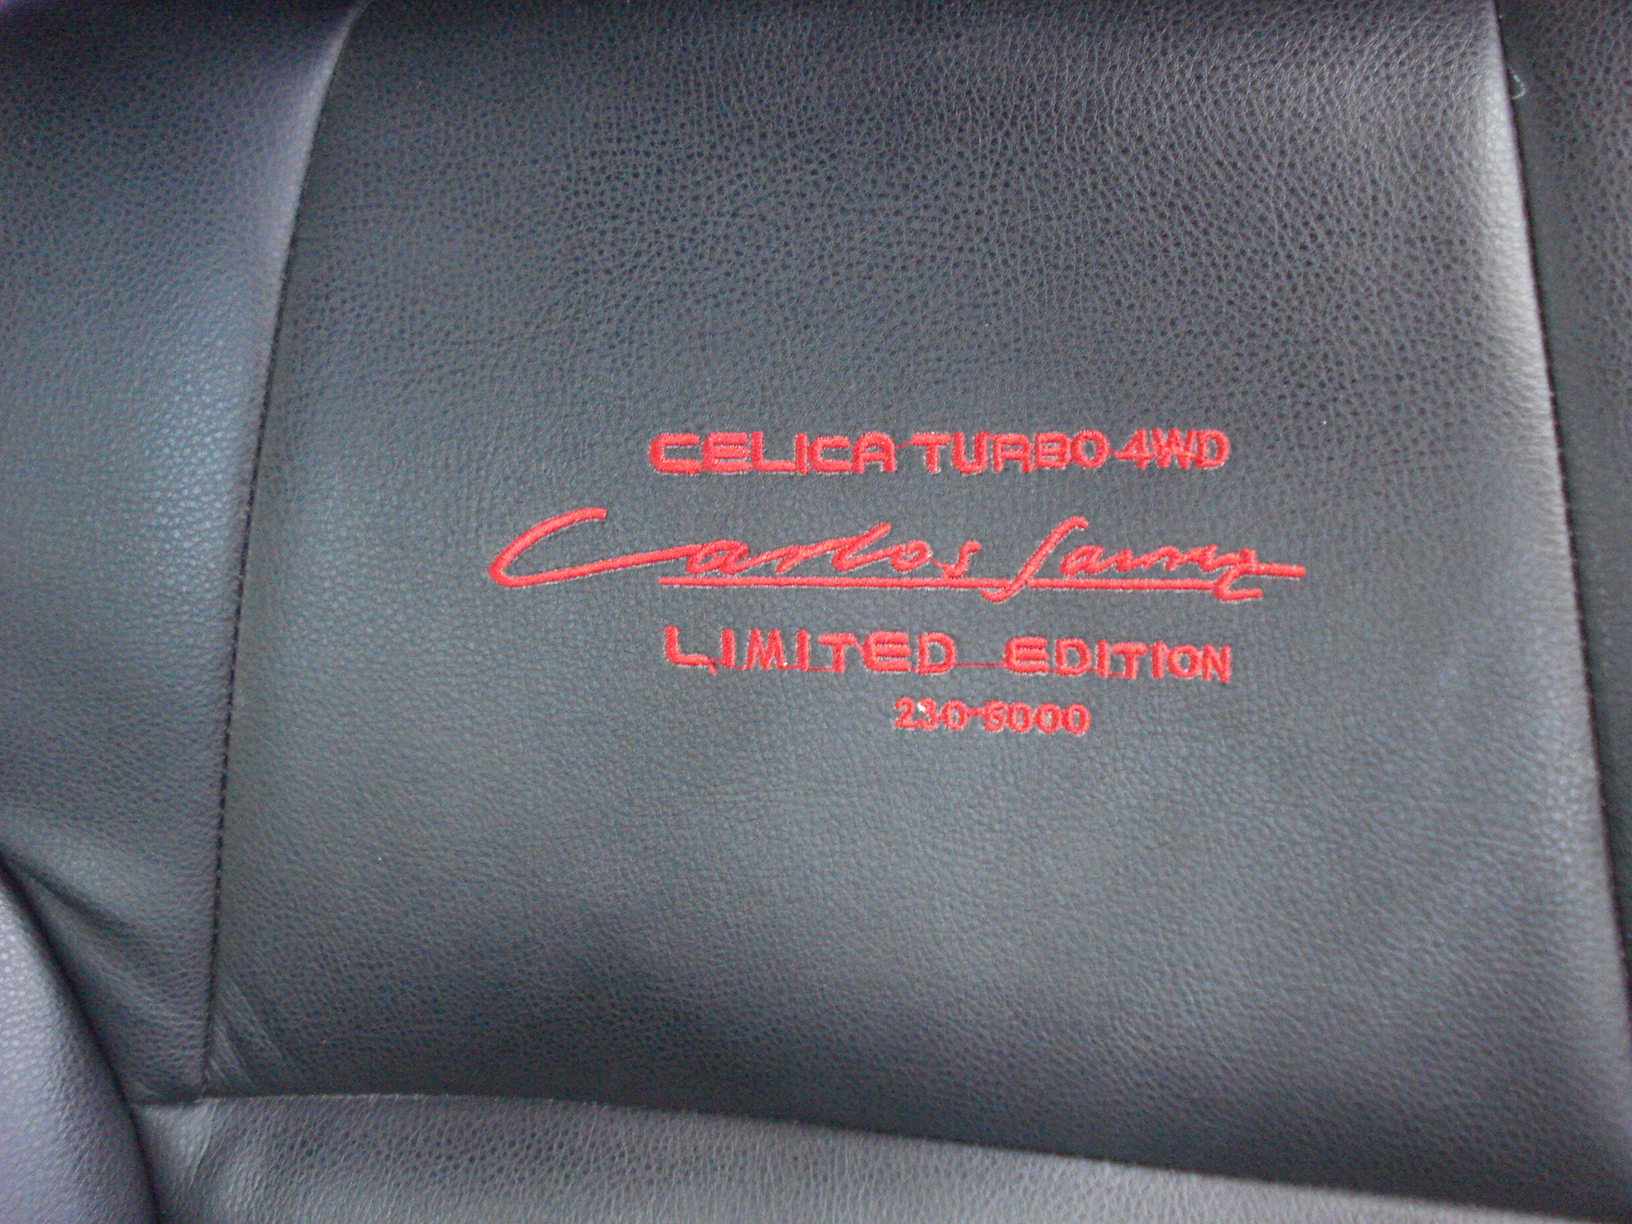 CELICA TURBO 4WD
Carlos Sainz
LIMITED EDITION
230-5000